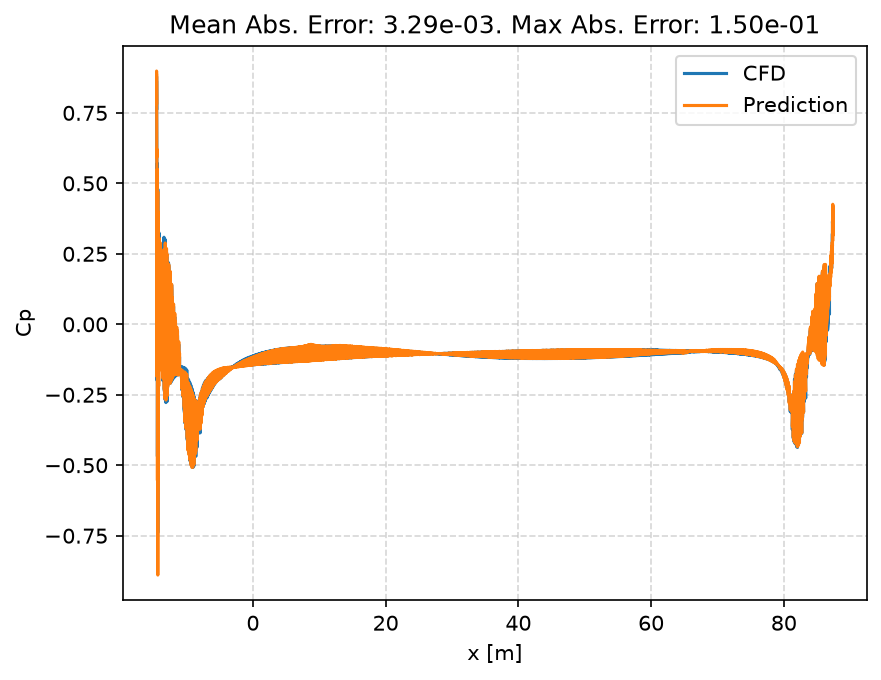 Mean Abs. Error: 3.29e-03. Max Abs. Error: 1.50e-01
CFD
Prediction
0.75
0.50
0.25
0.00
−0.25
−0.50
−0.75
Cp
0 20 40 60 80
x [m]